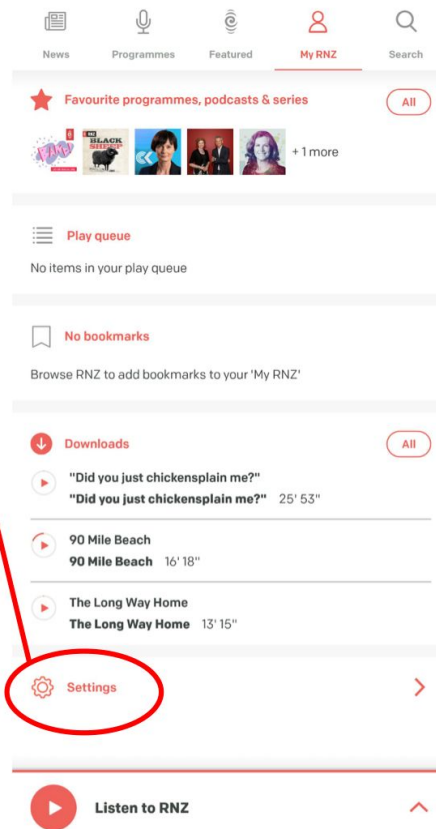 News Programmes Featured My RNZ Search
Favourite programmes, podcasts & series All
BLACK
SHEEP
+ 1 more
Play queue
No items in your play queue
No bookmarks
Browse RNZ to add bookmarks to your 'My RNZ'
Downloads All
"Did you just chickensplain me?"
"Did you just chickensplain me?" 25' 53"
90 Mile Beach
90 Mile Beach 16' 18"
The Long Way Home
The Long Way Home 13' 15"
Settings
Listen to RNZ